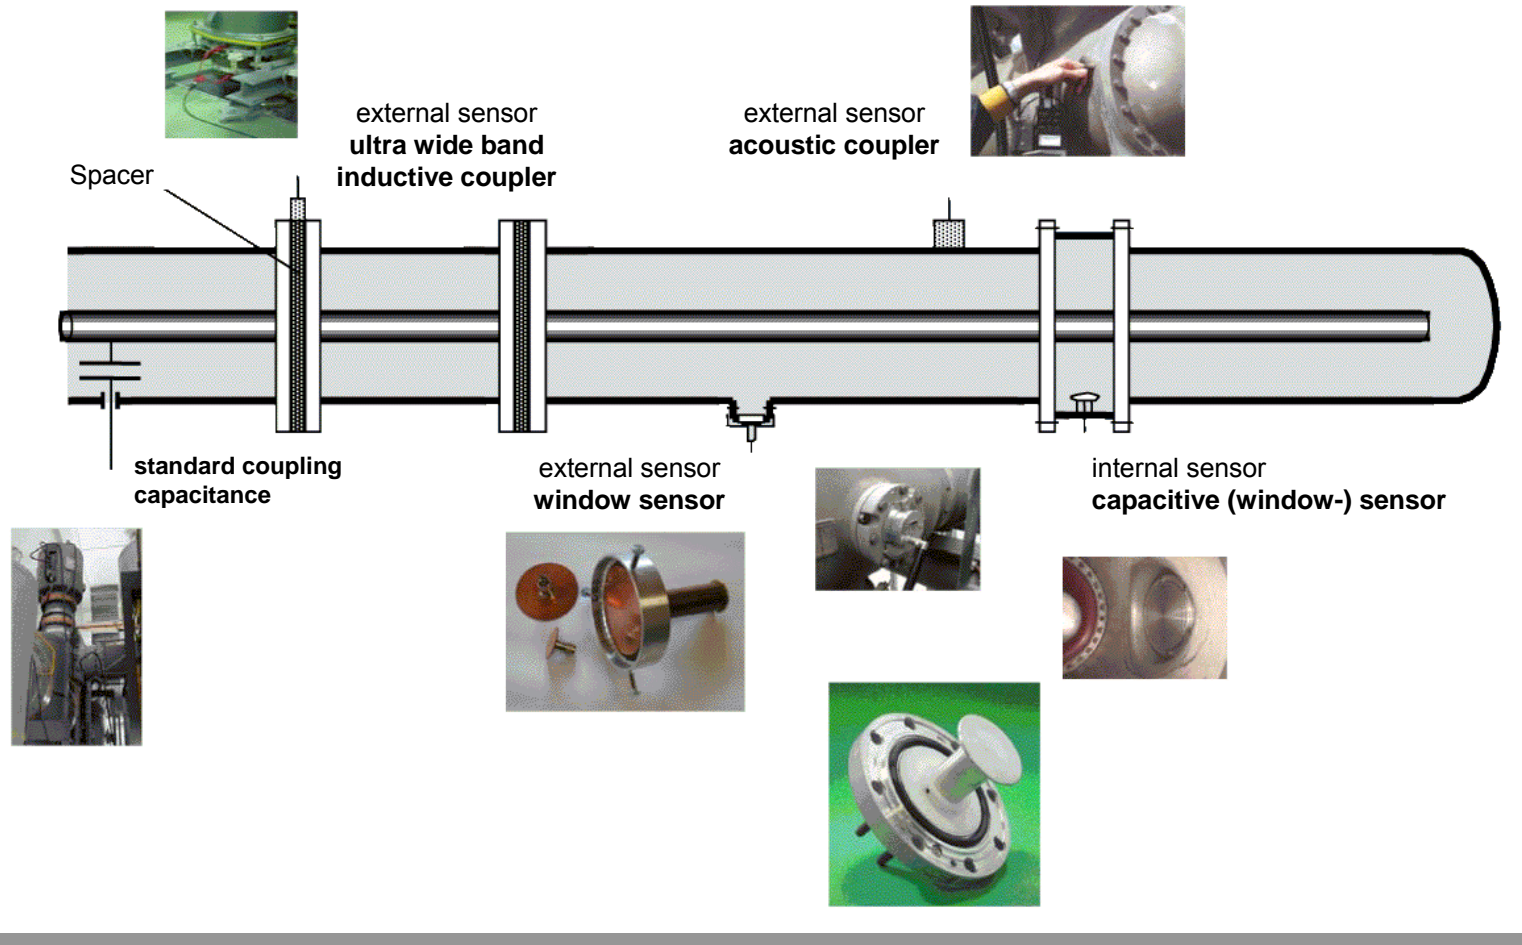 external sensor
ultra wide band
inductive coupler
external sensor
acoustic coupler
Spacer
standard coupling
capacitance
external sensor
window sensor
internal sensor
capacitive (window-) sensor